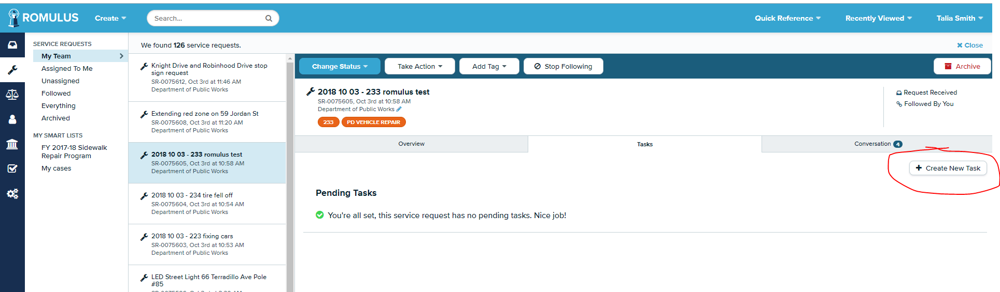 ROMULUS
Create
Search...
Quick Reference
Recently Viewed
Talia Smith
SERVICE REQUESTS
My Team
Assigned To Me
Unassigned
Followed
Everything
Archived
MY SMART LISTS
FY 2017-18 Sidewalk
Repair Program
My cases
We found 126 service requests.
Close
Knight Drive and Robinhood Drive stop
sign request
SR-0075612, Oct 3rd at 11:46 AM
Department of Public Works
Extending red zone on 59 Jordan St
SR-0075608, Oct 3rd at 11:20 AM
Department of Public Works
2018 10 03 - 233 romulus test
SR-0075605, Oct 3rd at 10:58 AM
Department of Public Works
2018 10 03 - 234 tire fell off
SR-0075604, Oct 3rd at 10:54 AM
Department of Public Works
2018 10 03 - 223 fixing cars
SR-0075603, Oct 3rd at 10:53 AM
Department of Public Works
LED Street Light 66 Terradillo Ave Pole
#85
Change Status
Take Action
Add Tag
Stop Following
Archive
2018 10 03 - 233 romulus test
SR-0075605, Oct 3rd at 10:58 AM
Department of Public Works
233
PD VEHICLE REPAIR
Request Received
Followed By You
Overview
Tasks
Conversation 4
Create New Task
Pending Tasks
You're all set, this service request has no pending tasks. Nice job!